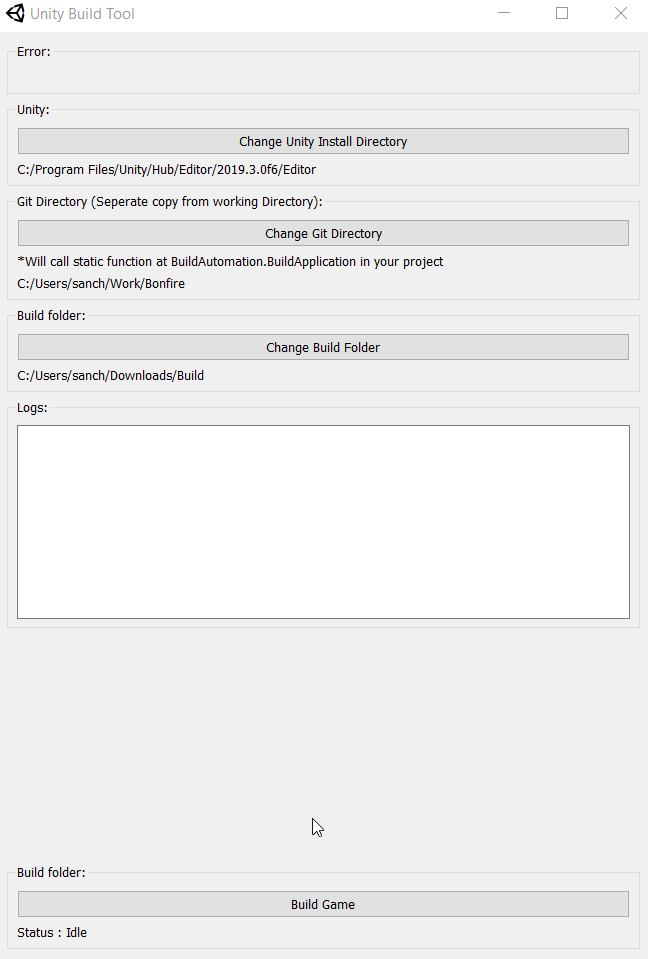 Unity Build Tool
Error:
Unity:
Change Unity Install Directory
C:/Program Files/Unity/Hub/Editor/2019.3.0f6/Editor
Git Directory (Seperate copy from working Directory):
Change Git Directory
*Will call static function at BuildAutomation.BuildApplication in your project
C:/Users/sanch/Work/Bonfire
Build folder:
Change Build Folder
C:/Users/sanch/Downloads/Build
Logs:
Build folder:
Build Game
Status : Idle